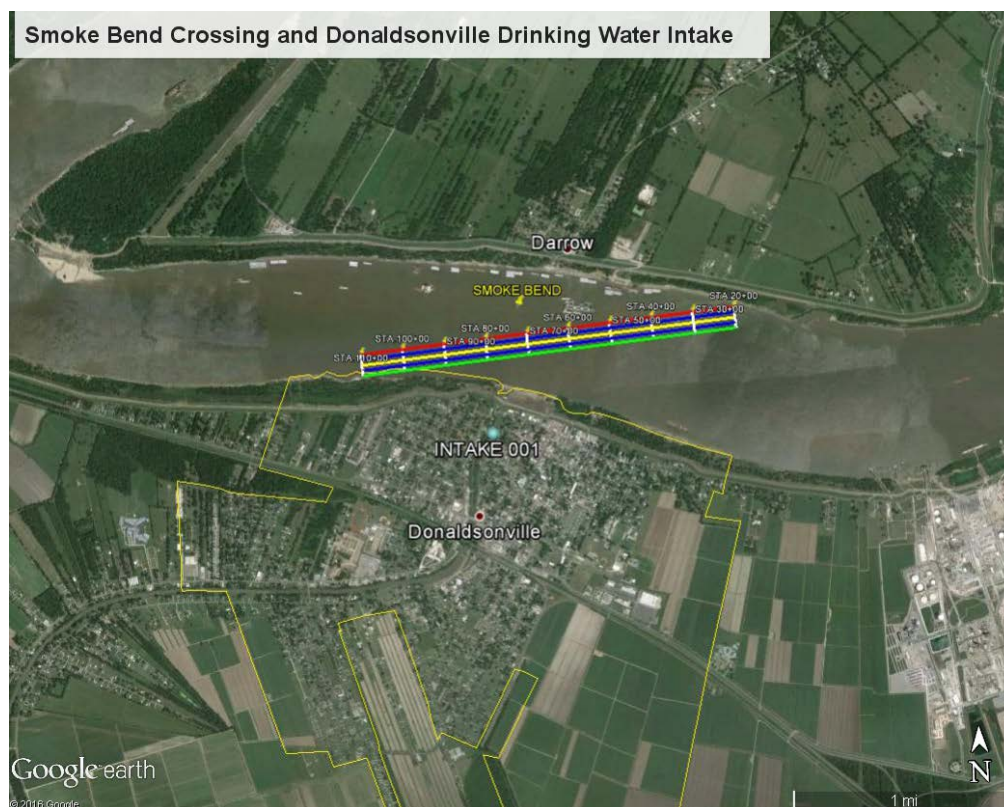 Smoke Bend Crossing and Donaldsonville Drinking Water Intake
Darrow
SMOKE BEND
STA 20+00
STA 40+00
STA 30+00
STA 60+00
STA 50+00
STA 80+00
STA 70+00
STA 100+00
STA 90+00
STA 110+00
INTAKE 001
Donaldsonville
N
Google earth
1 mi
© 2016 Google